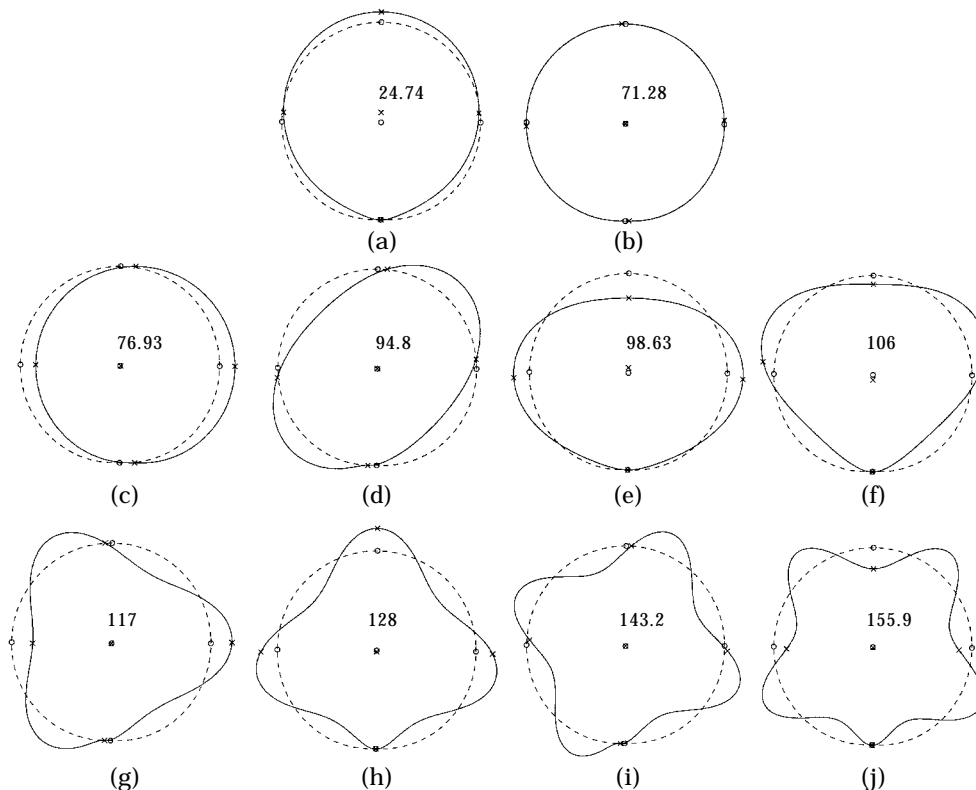 24.74
71.28
(a)
(b)
76.93
94.8
98.63
106
(c)
(d)
(e)
(f)
117
128
143.2
155.9
(g)
(h)
(i)
(j)